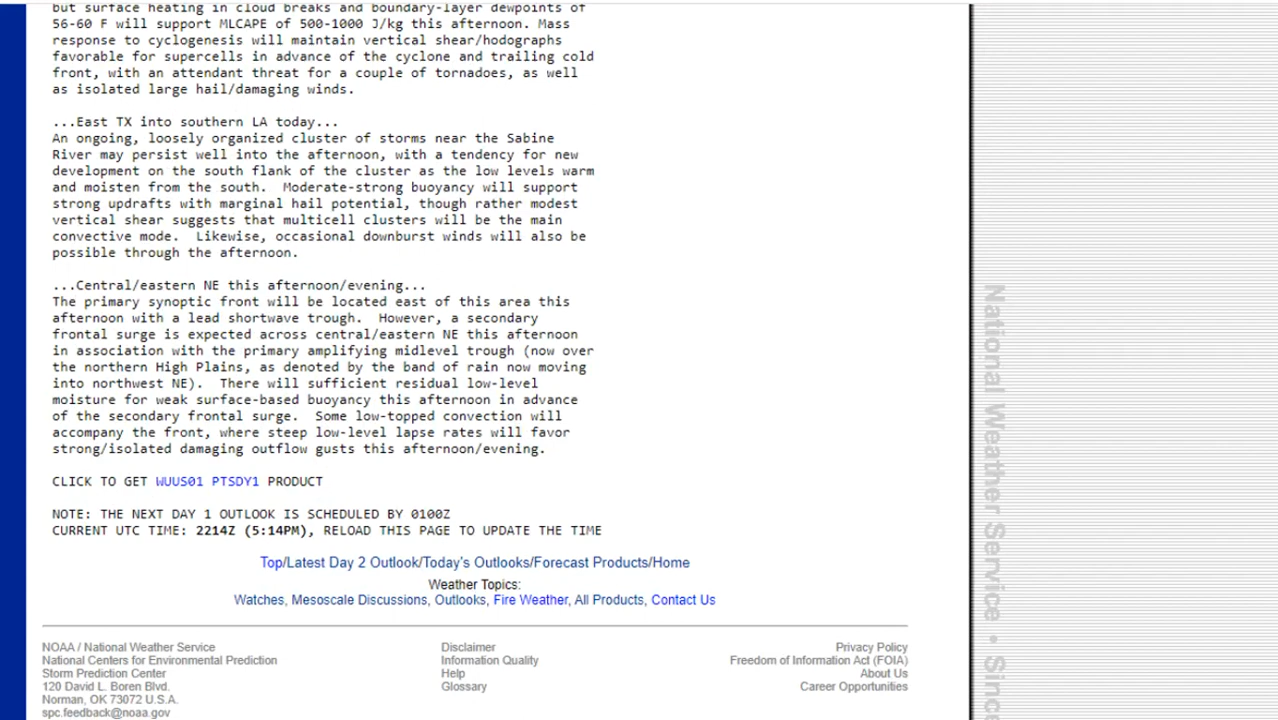 but surface heating in cloud breaks and boundary-layer dewpoints of
56-60 F will support MLCAPE of 500-1000 J/kg this afternoon. Mass
response to cyclogenesis will maintain vertical shear/hodographs
favorable for supercells in advance of the cyclone and trailing cold
front, with an attendant threat for a couple of tornadoes, as well
as isolated large hail/damaging winds.
...East TX into southern LA today...
An ongoing, loosely organized cluster of storms near the Sabine
River may persist well into the afternoon, with a tendency for new
development on the south flank of the cluster as the low levels warm
and moisten from the south.  Moderate-strong buoyancy will support
strong updrafts with marginal hail potential, though rather modest
vertical shear suggests that multicell clusters will be the main
convective mode.  Likewise, occasional downburst winds will also be
possible through the afternoon.
...Central/eastern NE this afternoon/evening...
The primary synoptic front will be located east of this area this
afternoon with a lead shortwave trough.  However, a secondary
frontal surge is expected across central/eastern NE this afternoon
in association with the primary amplifying midlevel trough (now over
the northern High Plains, as denoted by the band of rain now moving
into northwest NE).  There will sufficient residual low-level
moisture for weak surface-based buoyancy this afternoon in advance
of the secondary frontal surge.  Some low-topped convection will
accompany the front, where steep low-level lapse rates will favor
strong/isolated damaging outflow gusts this afternoon/evening.
CLICK TO GET WUUS01 PTSDY1 PRODUCT
NOTE: THE NEXT DAY 1 OUTLOOK IS SCHEDULED BY 0100Z
CURRENT UTC TIME: 2214Z (5:14PM), RELOAD THIS PAGE TO UPDATE THE TIME
Top/Latest Day 2 Outlook/Today's Outlooks/Forecast Products/Home
Weather Topics:
Watches, Mesoscale Discussions, Outlooks, Fire Weather, All Products, Contact Us
NOAA / National Weather Service
National Centers for Environmental Prediction
Storm Prediction Center
120 David L. Boren Blvd.
Norman, OK 73072 U.S.A.
spc.feedback@noaa.gov
Disclaimer
Information Quality
Help
Glossary
Privacy Policy
Freedom of Information Act (FOIA)
About Us
Career Opportunities
National Weather Service • Sinc